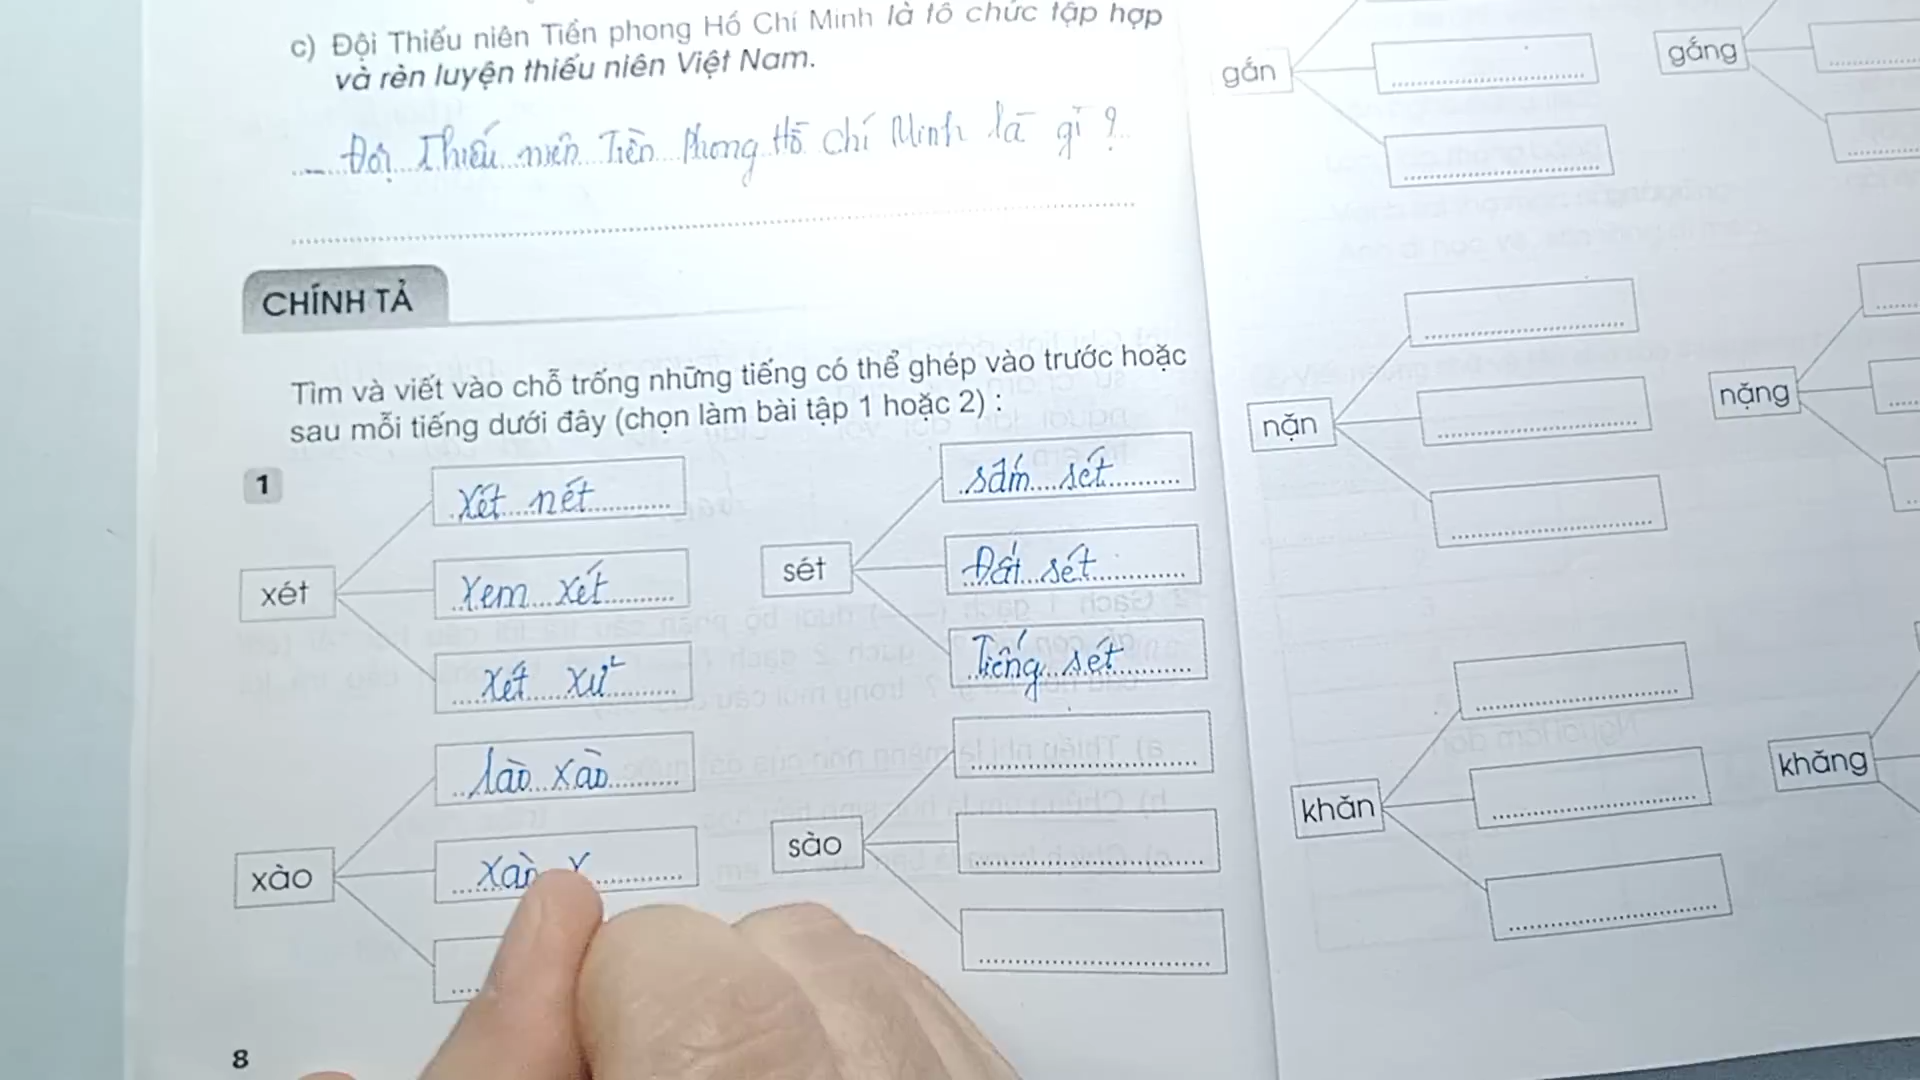 c) Đội Thiếu niên Tiền phong Hồ Chí Minh là tổ chức tập hợp
và rèn luyện thiếu niên Việt Nam.
Đội Thiếu niên Tiền Phong Hồ Chí Minh là gì ?
CHÍNH TẢ
Tìm và viết vào chỗ trống những tiếng có thể ghép vào trước hoặc
sau mỗi tiếng dưới đây (chọn làm bài tập 1 hoặc 2) :
1
xét
Xét nét
Xem xét
Xét xử
sét
sấm sét
Đất sét
Tiếng sét
xào
lào xào
Xào x
sào
8
gắn
gắng
nặn
nặng
khăn
khăng